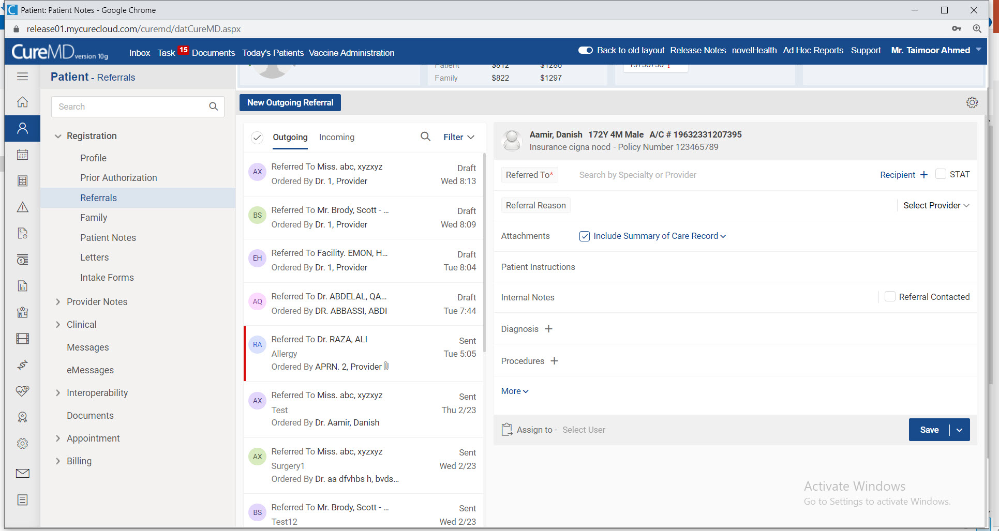 Patient: Patient Notes - Google Chrome
release01.mycurecloud.com/curemd/datCureMD.aspx
CureMD version 10g
Inbox Task 15 Documents Today's Patients Vaccine Administration
Back to old layout Release Notes novelHealth Ad Hoc Reports Support Mr. Taimoor Ahmed
Patient - Referrals
Search
Registration
Profile
Prior Authorization
Referrals
Family
Patient Notes
Letters
Intake Forms
Provider Notes
Clinical
Messages
eMessages
Interoperability
Documents
Appointment
Billing
Patient $812 $1286
Family $822 $1297
New Outgoing Referral
Outgoing Incoming Filter
AX
Referred To Miss. abc, xyzxyz Draft
Ordered By Dr. 1, Provider Wed 8:13
BS
Referred To Mr. Brody, Scott - ... Draft
Ordered By Dr. 1, Provider Wed 8:09
EH
Referred To Facility. EMON, H... Draft
Ordered By Dr. 1, Provider Tue 8:04
AQ
Referred To Dr. ABDELAL, QA... Draft
Ordered By DR. ABBASSI, ABDI Tue 7:44
RA
Referred To Dr. RAZA, ALI Sent
Allergy Tue 5:05
Ordered By APRN. 2, Provider
AX
Referred To Miss. abc, xyzxyz Sent
Test Thu 2/23
Ordered By Dr. Aamir, Danish
AX
Referred To Miss. abc, xyzxyz Sent
Surgery1 Wed 2/23
Ordered By Dr. aa dfvhbs h, bvds...
BS
Referred To Mr. Brody, Scott - ... Sent
Test12 Wed 2/23
Aamir, Danish 172Y 4M Male A/C # 19632331207395
Insurance cigna nocd - Policy Number 123465789
Referred To* Search by Specialty or Provider Recipient + STAT
Referral Reason Select Provider
Attachments Include Summary of Care Record
Patient Instructions
Internal Notes Referral Contacted
Diagnosis +
Procedures +
More
Assign to - Select User Save
Activate Windows
Go to Settings to activate Windows.